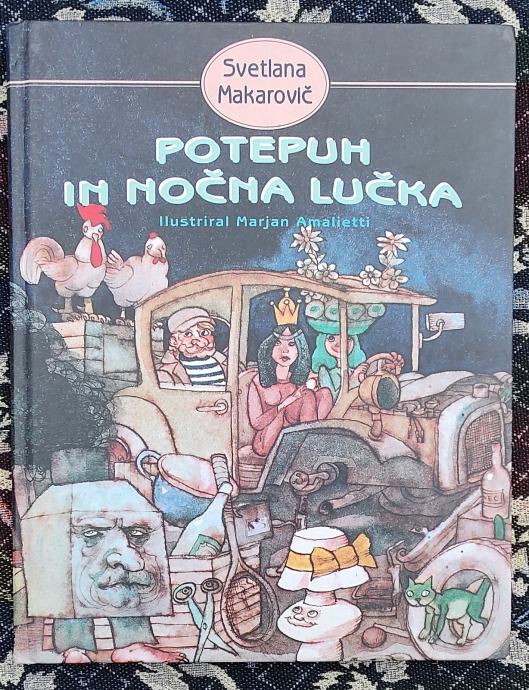 Svetlana
Makarovič
POTEPUH
IN NOČNA LUČKA
Ilustriral Marjan Amalietti